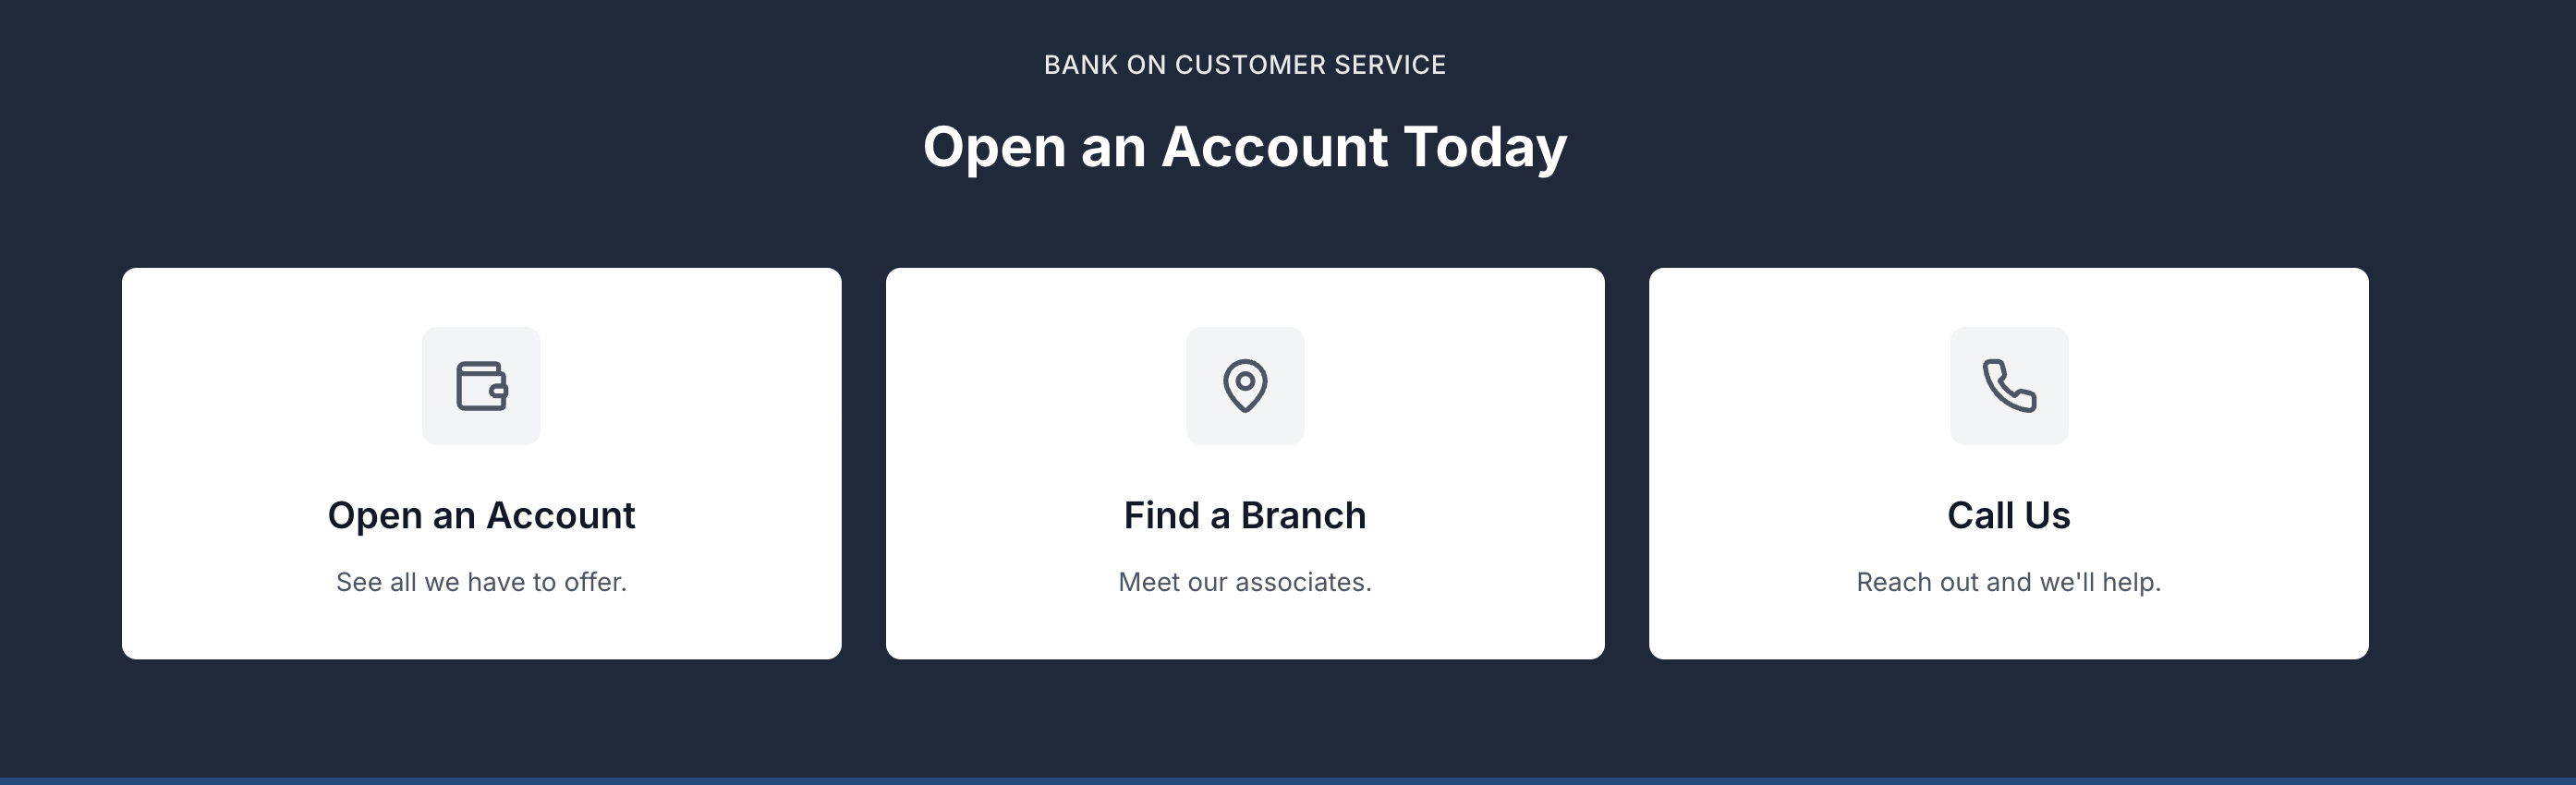 BANK ON CUSTOMER SERVICE
Open an Account Today
Open an Account
See all we have to offer.
Find a Branch
Meet our associates.
Call Us
Reach out and we'll help.